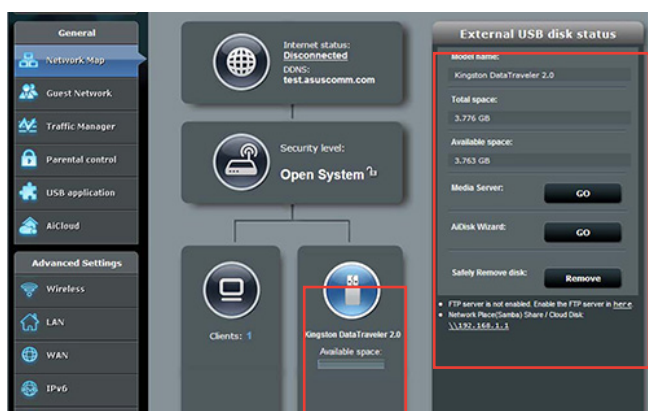 General
Network Map
Guest Network
Traffic Manager
Parental control
USB application
AiCloud
Advanced Settings
Wireless
LAN
WAN
IPv6
Internet status:
Disconnected
DDNS:
test.asuscomm.com
Security level:
Open System
Clients: 1
Kingston DataTraveler 2.0
Available space:
External USB disk status
Model name:
Kingston DataTraveler 2.0
Total space:
3.776 GB
Available space:
3.763 GB
Media Server: GO
AiDisk Wizard: GO
Safely Remove disk: Remove
FTP server is not enabled. Enable the FTP server in here.
Network Place(Samba) Share / Cloud Disk:
\\192.168.1.1